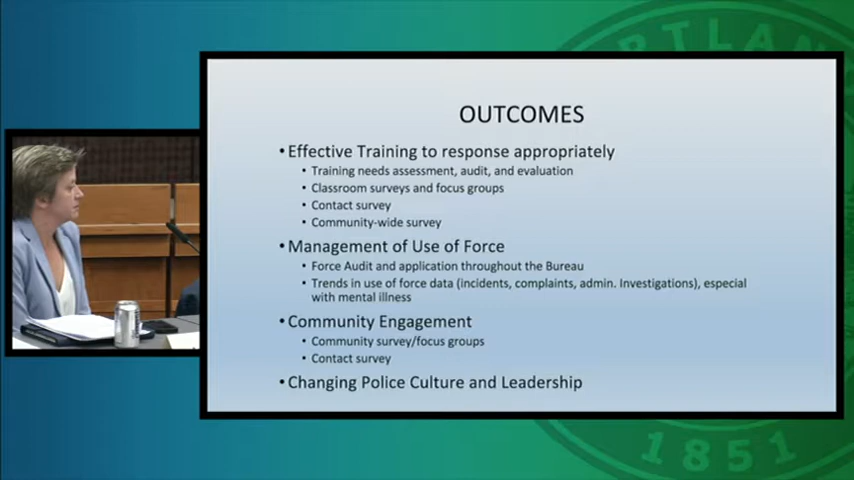 RTLAN
OUTCOMES
• Effective Training to response appropriately
• Training needs assessment, audit, and evaluation
• Classroom surveys and focus groups
• Contact survey
• Community-wide survey
• Management of Use of Force
• Force Audit and application throughout the Bureau
• Trends in use of force data (incidents, complaints, admin. Investigations), especial
with mental illness
• Community Engagement
• Community survey/focus groups
• Contact survey
• Changing Police Culture and Leadership
1851